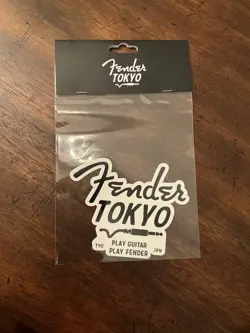 Fender
TOKYO
Fender
TOKYO
TYO PLAY GUITAR JPN
PLAY FENDER